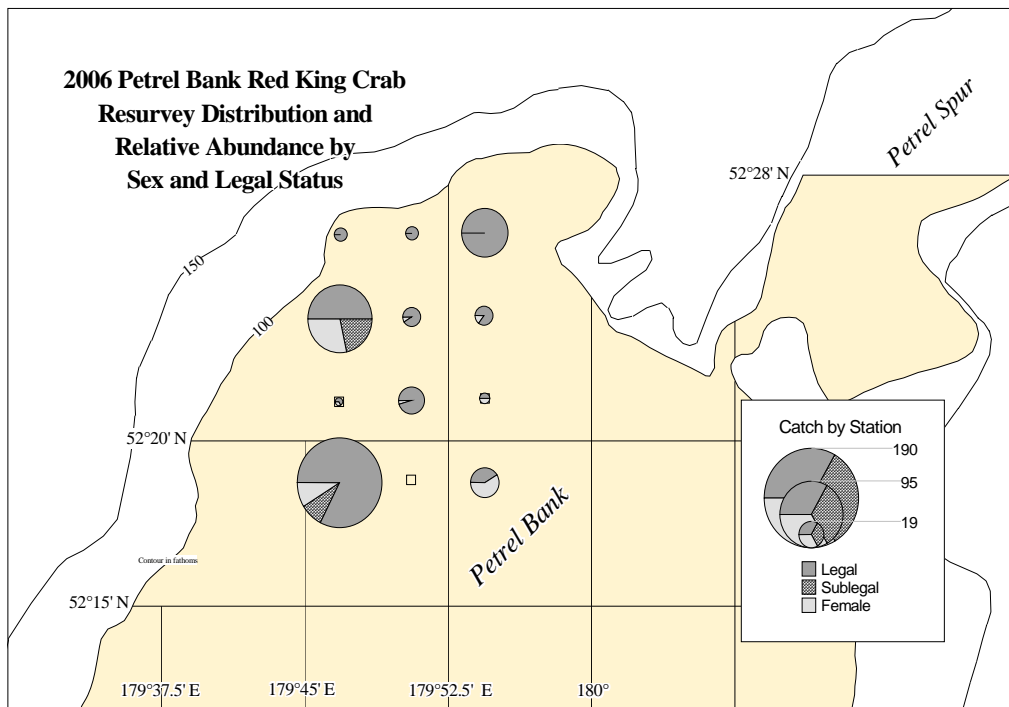 2006 Petrel Bank Red King Crab
Resurvey Distribution and
Relative Abundance by
Sex and Legal Status
Petrel Spur
52°28' N
150
100
52°20' N
Catch by Station
190
95
19
Legal
Sublegal
Female
Petrel Bank
Contour in fathoms
52°15' N
179°37.5' E
179°45' E
179°52.5' E
180°